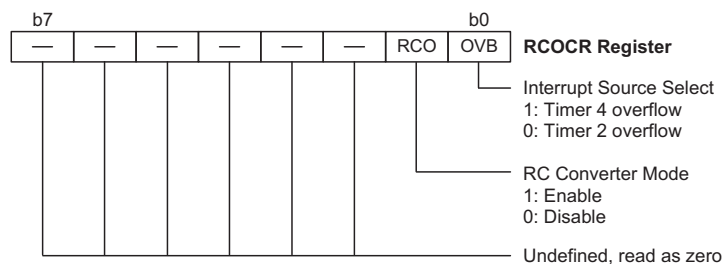 b7 b0
— — — — — — RCO OVB RCOCR Register
Interrupt Source Select
1: Timer 4 overflow
0: Timer 2 overflow
RC Converter Mode
1: Enable
0: Disable
Undefined, read as zero